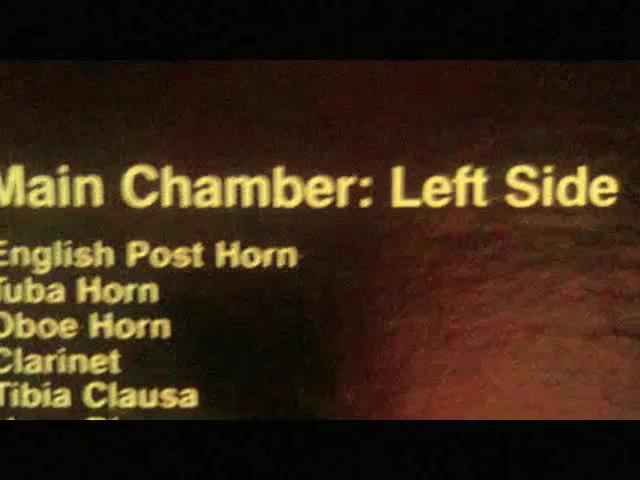 Main Chamber: Left Side
English Post Horn
Tuba Horn
Oboe Horn
Clarinet
Tibia Clausa